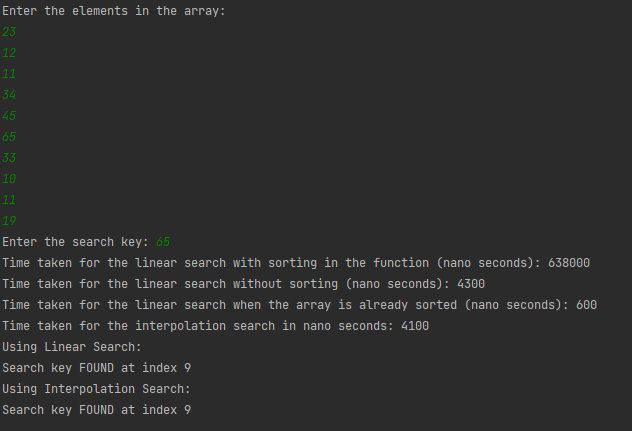 Enter the elements in the array:
23
12
11
34
45
65
33
10
11
19
Enter the search key: 65
Time taken for the linear search with sorting in the function (nano seconds): 638000
Time taken for the linear search without sorting (nano seconds): 4300
Time taken for the linear search when the array is already sorted (nano seconds): 600
Time taken for the interpolation search in nano seconds: 4100
Using Linear Search:
Search key FOUND at index 9
Using Interpolation Search:
Search key FOUND at index 9